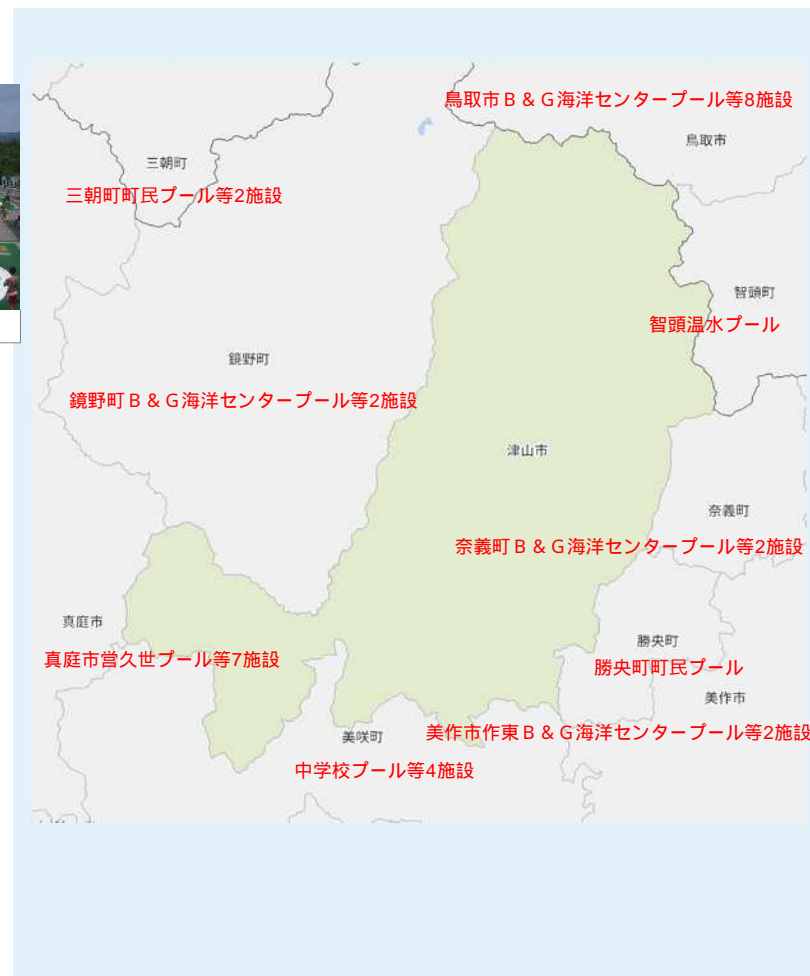 鳥取市Ｂ＆Ｇ海洋センタープール等8施設
鳥取市
三朝町
三朝町町民プール等2施設
智頭町
智頭温水プール
鏡野町
鏡野町Ｂ＆Ｇ海洋センタープール等2施設
津山市
奈義町
奈義町Ｂ＆Ｇ海洋センタープール等2施設
真庭市
勝央町
真庭市営久世プール等7施設
勝央町町民プール
美作市
美咲町
美作市作東Ｂ＆Ｇ海洋センタープール等2施設
中学校プール等4施設